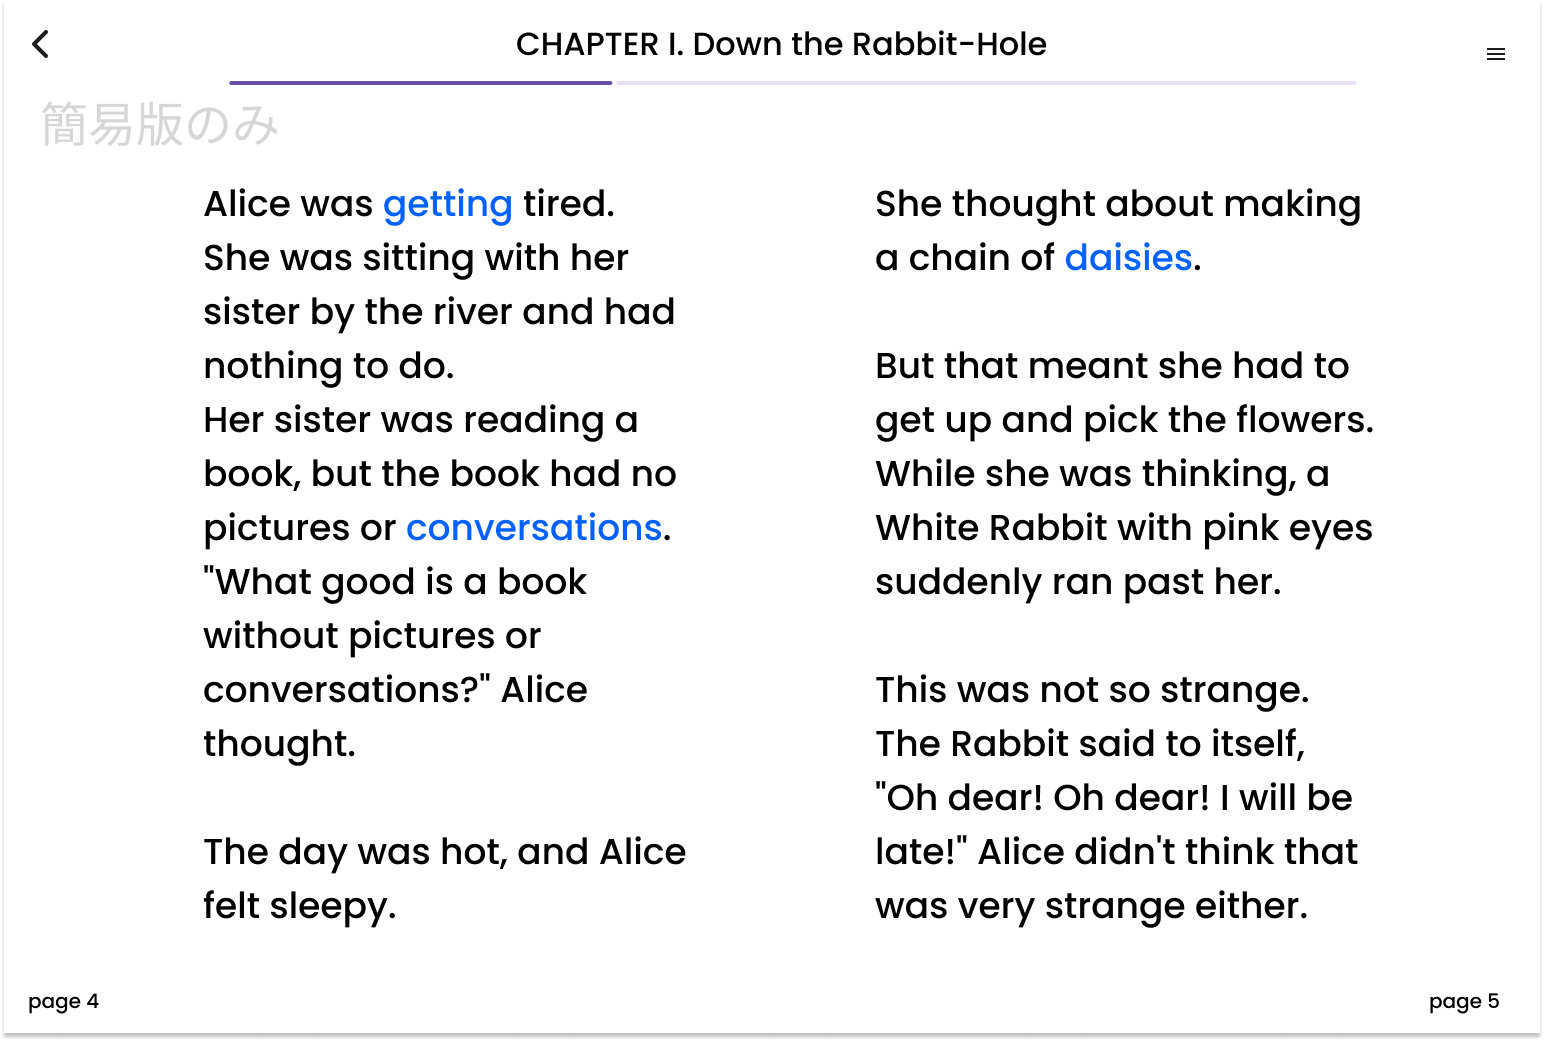 CHAPTER I. Down the Rabbit-Hole
簡易版のみ
Alice was getting tired.
She was sitting with her
sister by the river and had
nothing to do.
Her sister was reading a
book, but the book had no
pictures or conversations.
"What good is a book
without pictures or
conversations?" Alice
thought.
The day was hot, and Alice
felt sleepy.
She thought about making
a chain of daisies.
But that meant she had to
get up and pick the flowers.
While she was thinking, a
White Rabbit with pink eyes
suddenly ran past her.
This was not so strange.
The Rabbit said to itself,
"Oh dear! Oh dear! I will be
late!" Alice didn't think that
was very strange either.
page 4
page 5